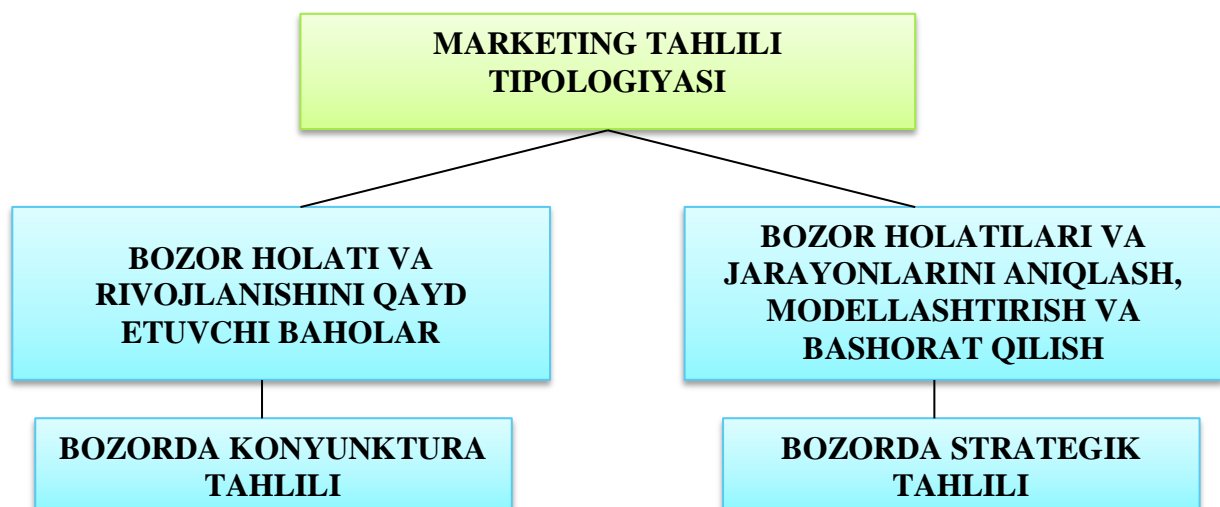 MARKETING TAHLILI
TIPOLOGIYASI
BOZOR HOLATI VA
RIVOJLANISHINI QAYD
ETUVCHI BAHOLAR
BOZOR HOLATILARI VA
JARAYONLARINI ANIQLASH,
MODELLASHTIRISH VA
BASHORAT QILISH
BOZORDA KONYUNKTURA
TAHLILI
BOZORDA STRATEGIK
TAHLILI